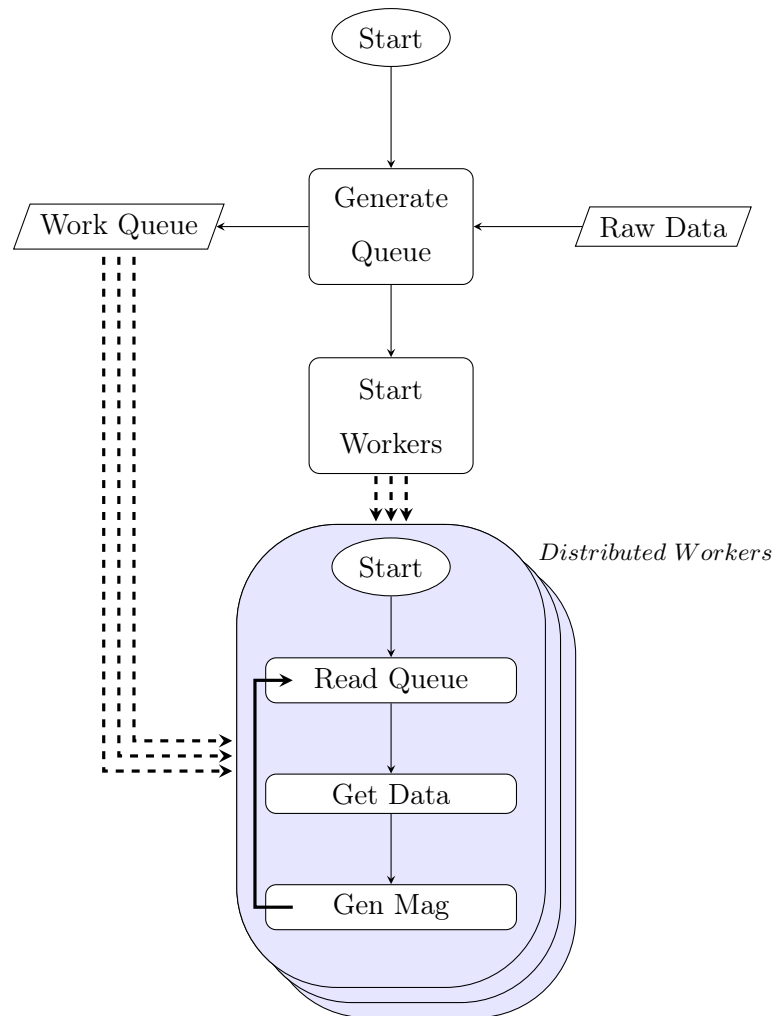 Start
Generate
Queue
Work Queue
Raw Data
Start
Workers
Distributed Workers
Start
Read Queue
Get Data
Gen Mag